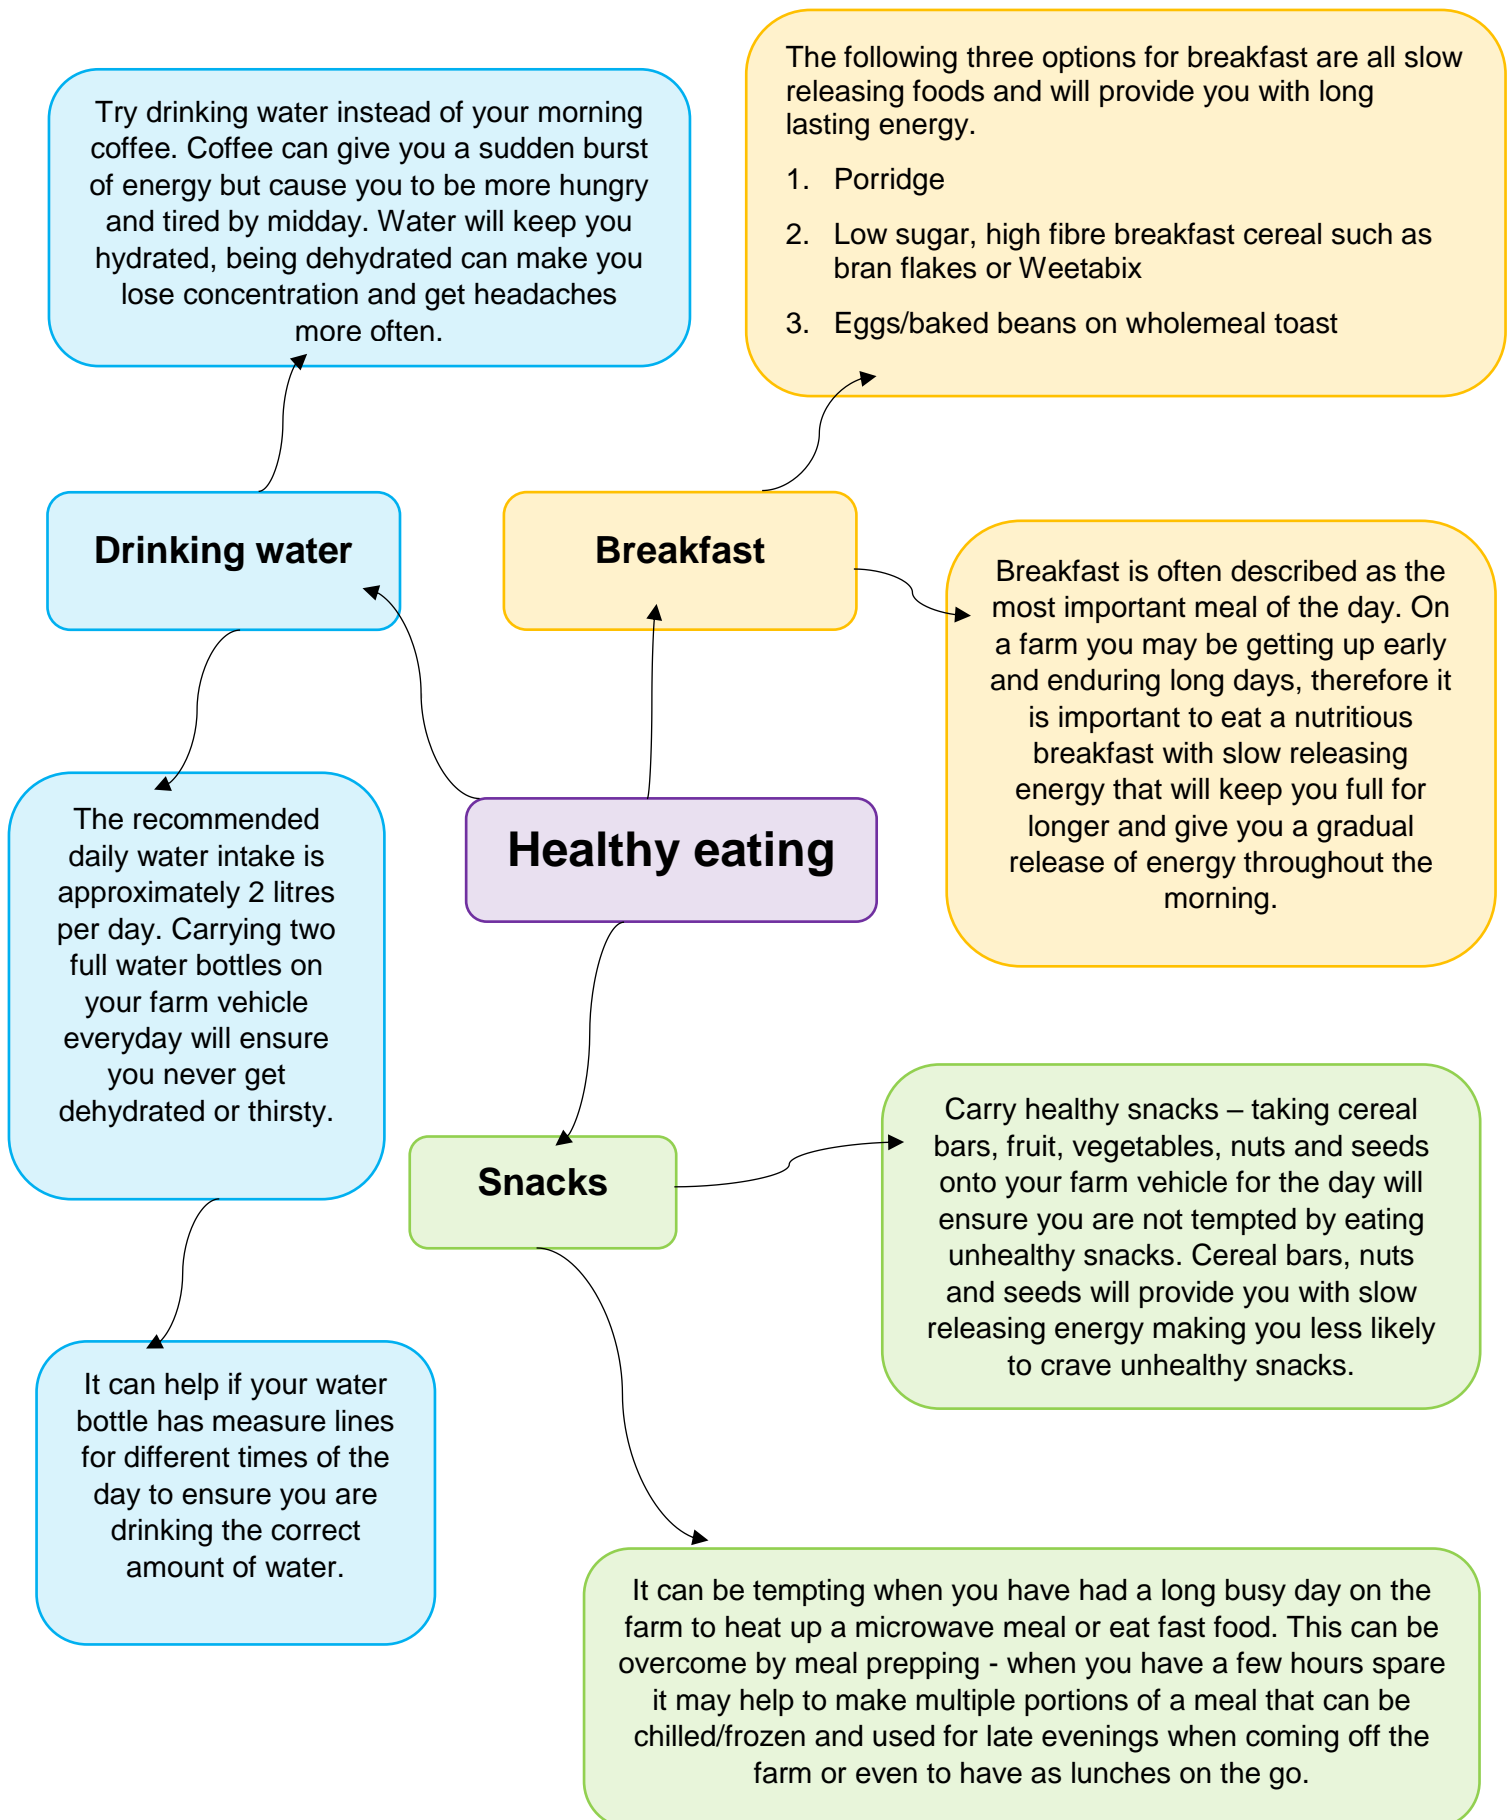 Try drinking water instead of your morning
coffee. Coffee can give you a sudden burst
of energy but cause you to be more hungry
and tired by midday. Water will keep you
hydrated, being dehydrated can make you
lose concentration and get headaches
more often.
The following three options for breakfast are all slow
releasing foods and will provide you with long
lasting energy.
1. Porridge
2. Low sugar, high fibre breakfast cereal such as
bran flakes or Weetabix
3. Eggs/baked beans on wholemeal toast
Drinking water
Breakfast
Breakfast is often described as the
most important meal of the day. On
a farm you may be getting up early
and enduring long days, therefore it
is important to eat a nutritious
breakfast with slow releasing
energy that will keep you full for
longer and give you a gradual
release of energy throughout the
morning.
Healthy eating
The recommended
daily water intake is
approximately 2 litres
per day. Carrying two
full water bottles on
your farm vehicle
everyday will ensure
you never get
dehydrated or thirsty.
Snacks
Carry healthy snacks – taking cereal
bars, fruit, vegetables, nuts and seeds
onto your farm vehicle for the day will
ensure you are not tempted by eating
unhealthy snacks. Cereal bars, nuts
and seeds will provide you with slow
releasing energy making you less likely
to crave unhealthy snacks.
It can help if your water
bottle has measure lines
for different times of the
day to ensure you are
drinking the correct
amount of water.
It can be tempting when you have had a long busy day on the
farm to heat up a microwave meal or eat fast food. This can be
overcome by meal prepping - when you have a few hours spare
it may help to make multiple portions of a meal that can be
chilled/frozen and used for late evenings when coming off the
farm or even to have as lunches on the go.